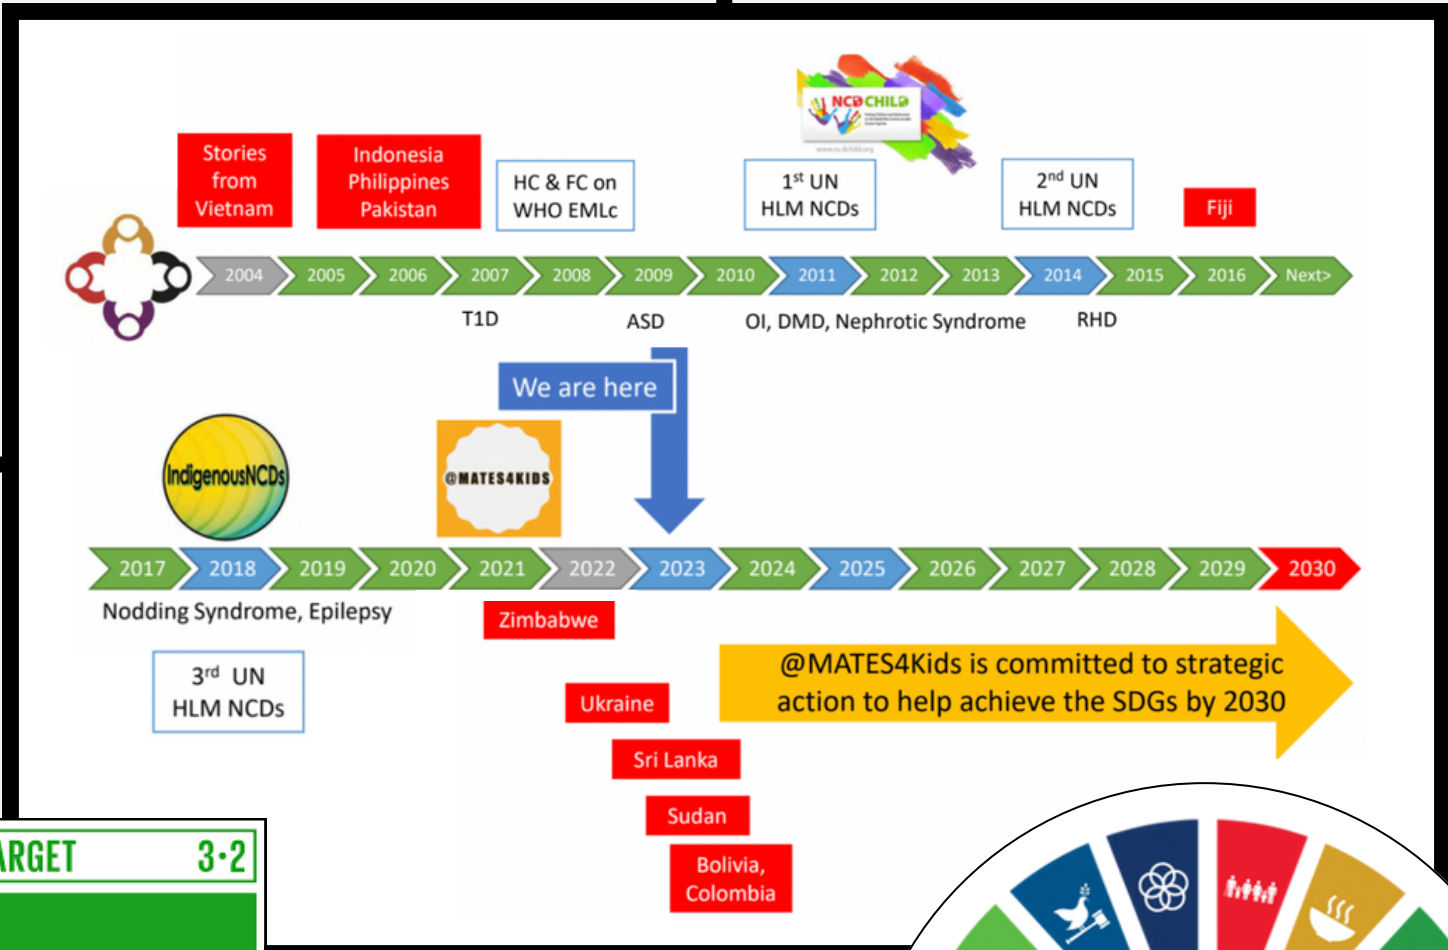 NCD CHILD
www.ncdchild.org
Stories
from
Vietnam
Indonesia
Philippines
Pakistan
HC & FC on
WHO EMLc
1st UN
HLM NCDs
2nd UN
HLM NCDs
Fiji
2004 2005 2006 2007 2008 2009 2010 2011 2012 2013 2014 2015 2016 Next>
T1D ASD OI, DMD, Nephrotic Syndrome RHD
We are here
IndigenousNCDs
@MATES4KIDS
2017 2018 2019 2020 2021 2022 2023 2024 2025 2026 2027 2028 2029 2030
Nodding Syndrome, Epilepsy
Zimbabwe
3rd UN
HLM NCDs
@MATES4Kids is committed to strategic
action to help achieve the SDGs by 2030
Ukraine
Sri Lanka
Sudan
Bolivia,
Colombia
ARGET 3·2